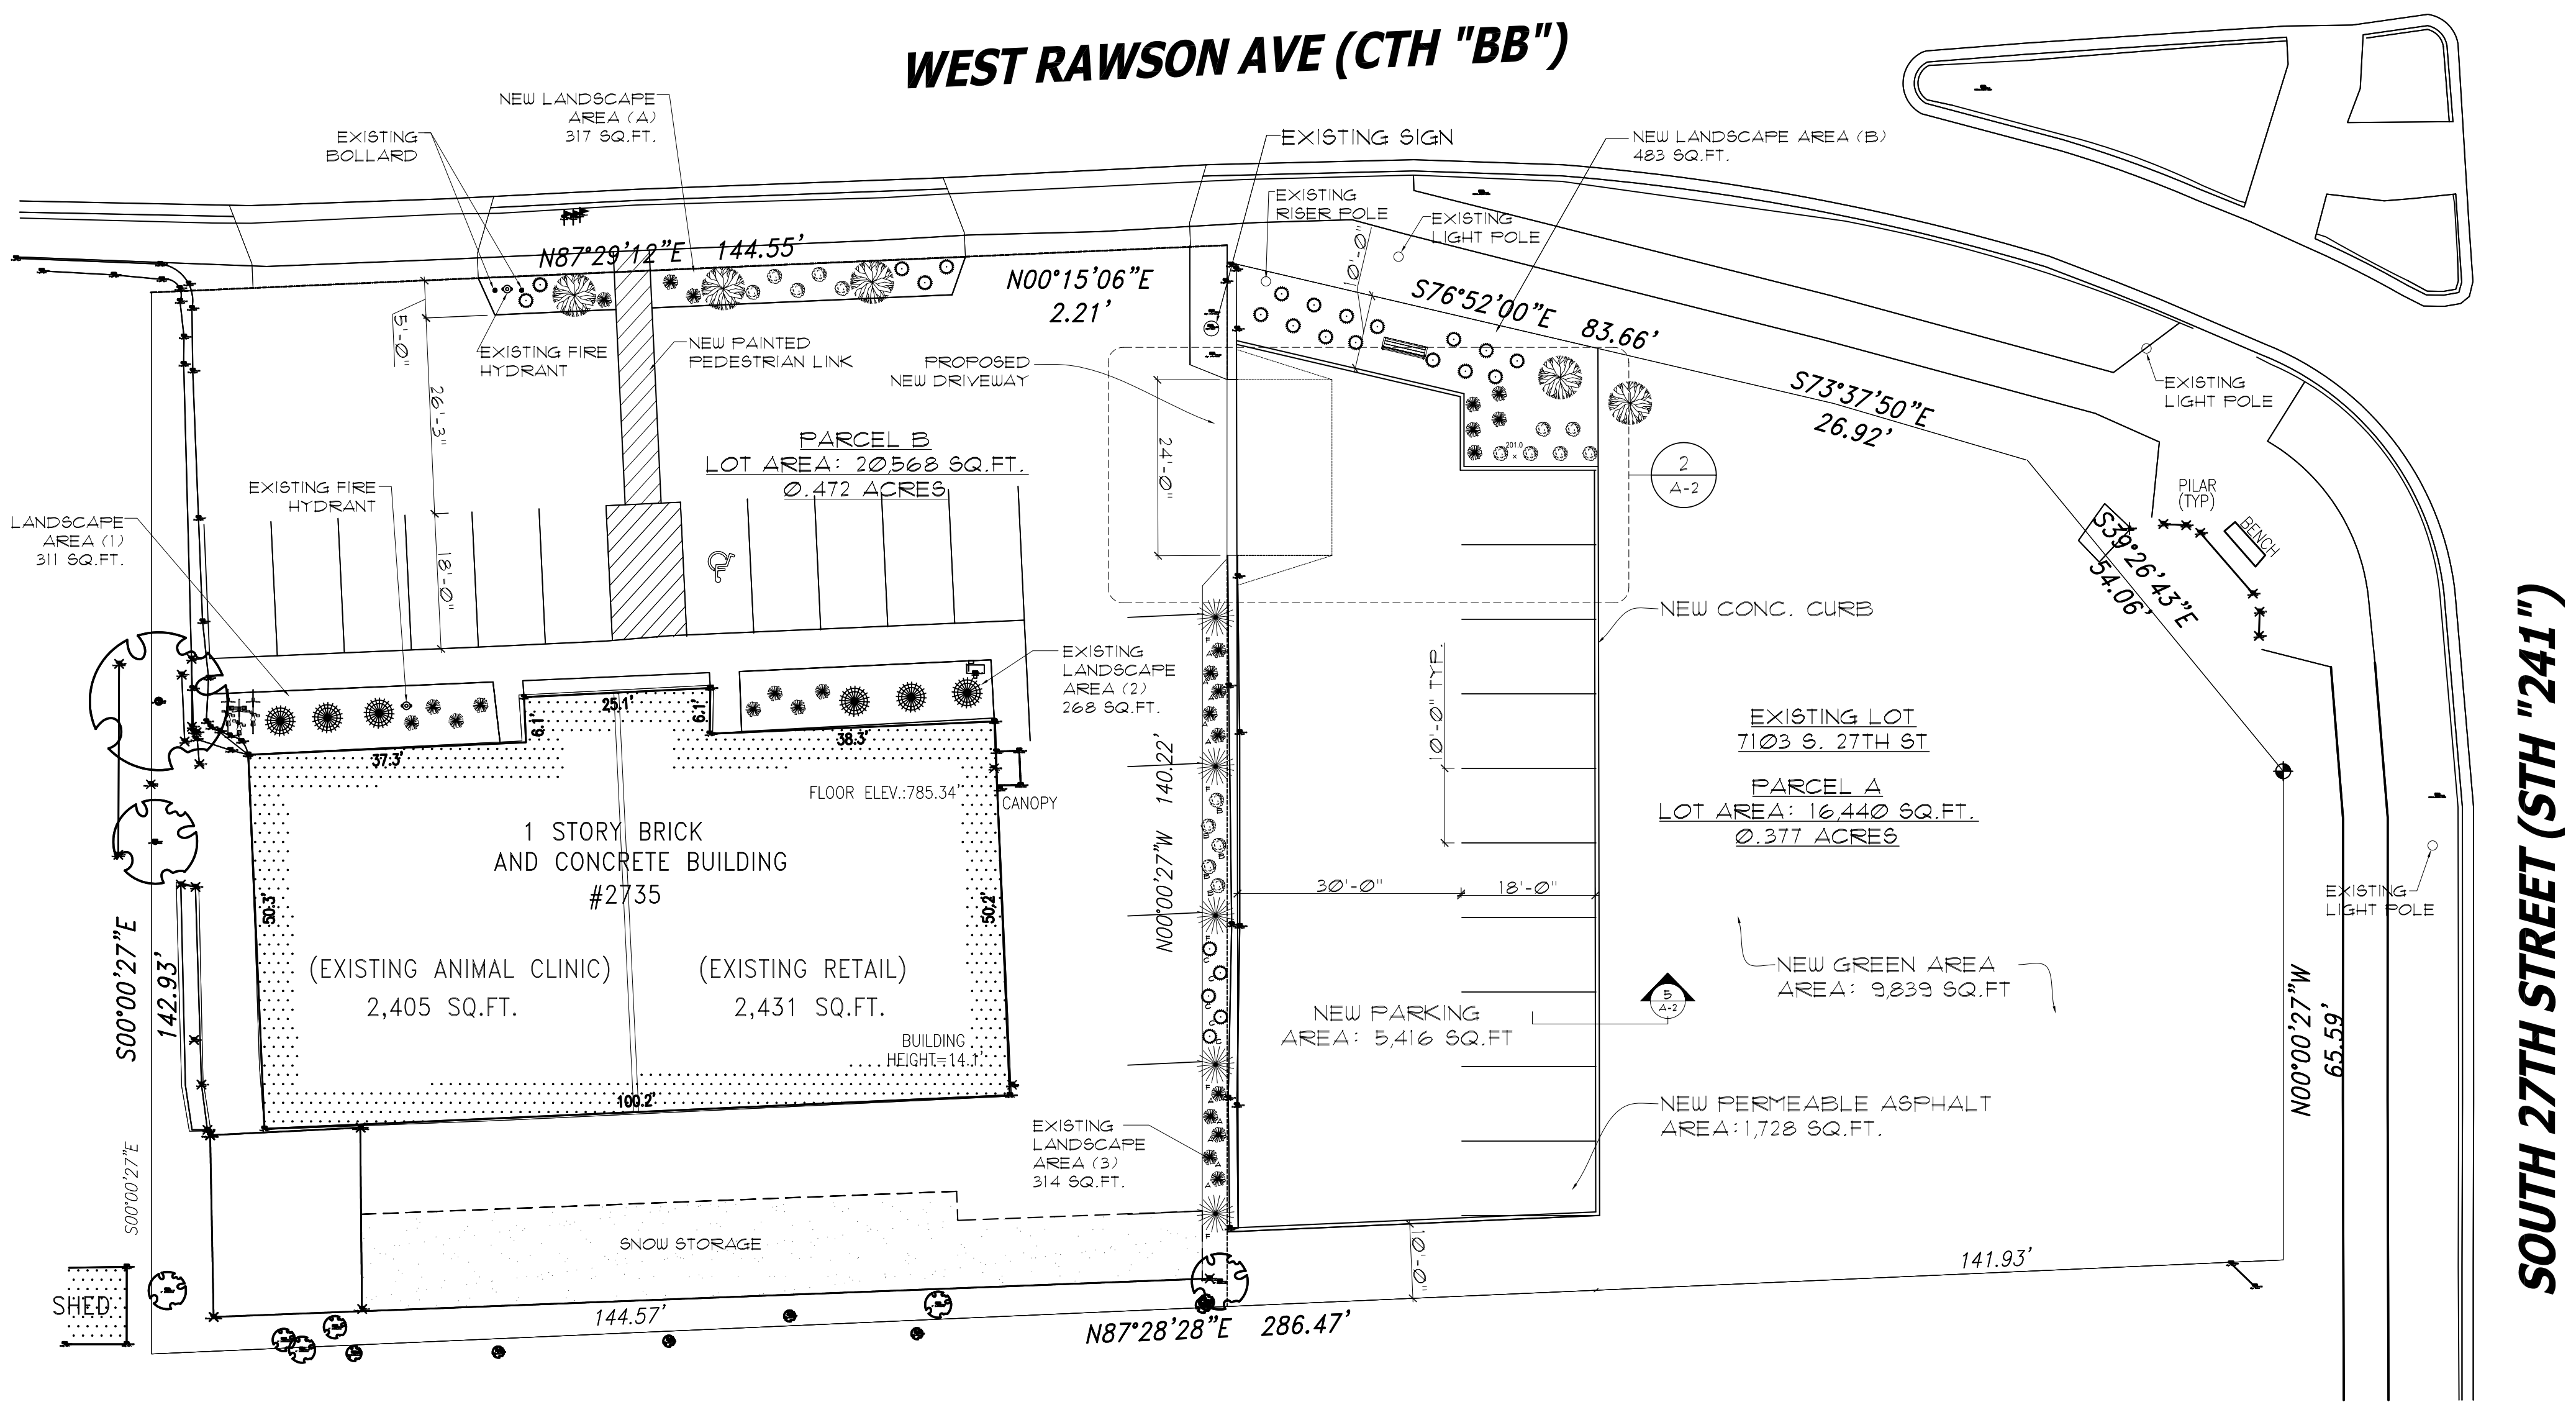 WEST RAWSON AVE (CTH "BB")
NEW LANDSCAPE
AREA (A)
317 SQ.FT.
EXISTING
BOLLARD
EXISTING SIGN
NEW LANDSCAPE AREA (B)
483 SQ.FT.
EXISTING
RISER POLE
EXISTING
LIGHT POLE
N87°29'12"E 144.55'
N00°15'06"E
2.21'
10'-0"
S76°52'00"E 83.66'
5'-0"
EXISTING FIRE
HYDRANT
NEW PAINTED
PEDESTRIAN LINK
PROPOSED
NEW DRIVEWAY
S73°37'50"E
26.92'
EXISTING
LIGHT POLE
26'-3"
PARCEL B
LOT AREA: 20,568 SQ.FT.
0.472 ACRES
24'-0"
201.0
2
A-2
EXISTING FIRE
HYDRANT
LANDSCAPE
AREA (1)
311 SQ.FT.
18'-0"
PILAR
(TYP)
BENCH
S39°26'43"E
54.06'
NEW CONC. CURB
EXISTING
LANDSCAPE
AREA (2)
268 SQ.FT.
10'-0" TYP.
25.1'
6.1'
6.1'
37.3'
38.3'
EXISTING LOT
7103 S. 27TH ST
PARCEL A
LOT AREA: 16,440 SQ.FT.
0.377 ACRES
FLOOR ELEV.:785.34'
CANOPY
1 STORY BRICK
AND CONCRETE BUILDING
#2735
N00°00'27"W 140.22'
30'-0"
18'-0"
EXISTING
LIGHT POLE
50.3'
50.2'
S00°00'27"E
142.93'
(EXISTING ANIMAL CLINIC)
2,405 SQ.FT.
(EXISTING RETAIL)
2,431 SQ.FT.
NEW GREEN AREA
AREA: 9,839 SQ.FT
5
A-2
NEW PARKING
AREA: 5,416 SQ.FT
BUILDING
HEIGHT=14.1'
N00°00'27"W
65.59'
100.2'
NEW PERMEABLE ASPHALT
AREA:1,728 SQ.FT.
EXISTING
LANDSCAPE
AREA (3)
314 SQ.FT.
S00°00'27"E
SNOW STORAGE
10'-0"
141.93'
SHED
144.57'
N87°28'28"E 286.47'
SOUTH 27TH STREET (STH "241")